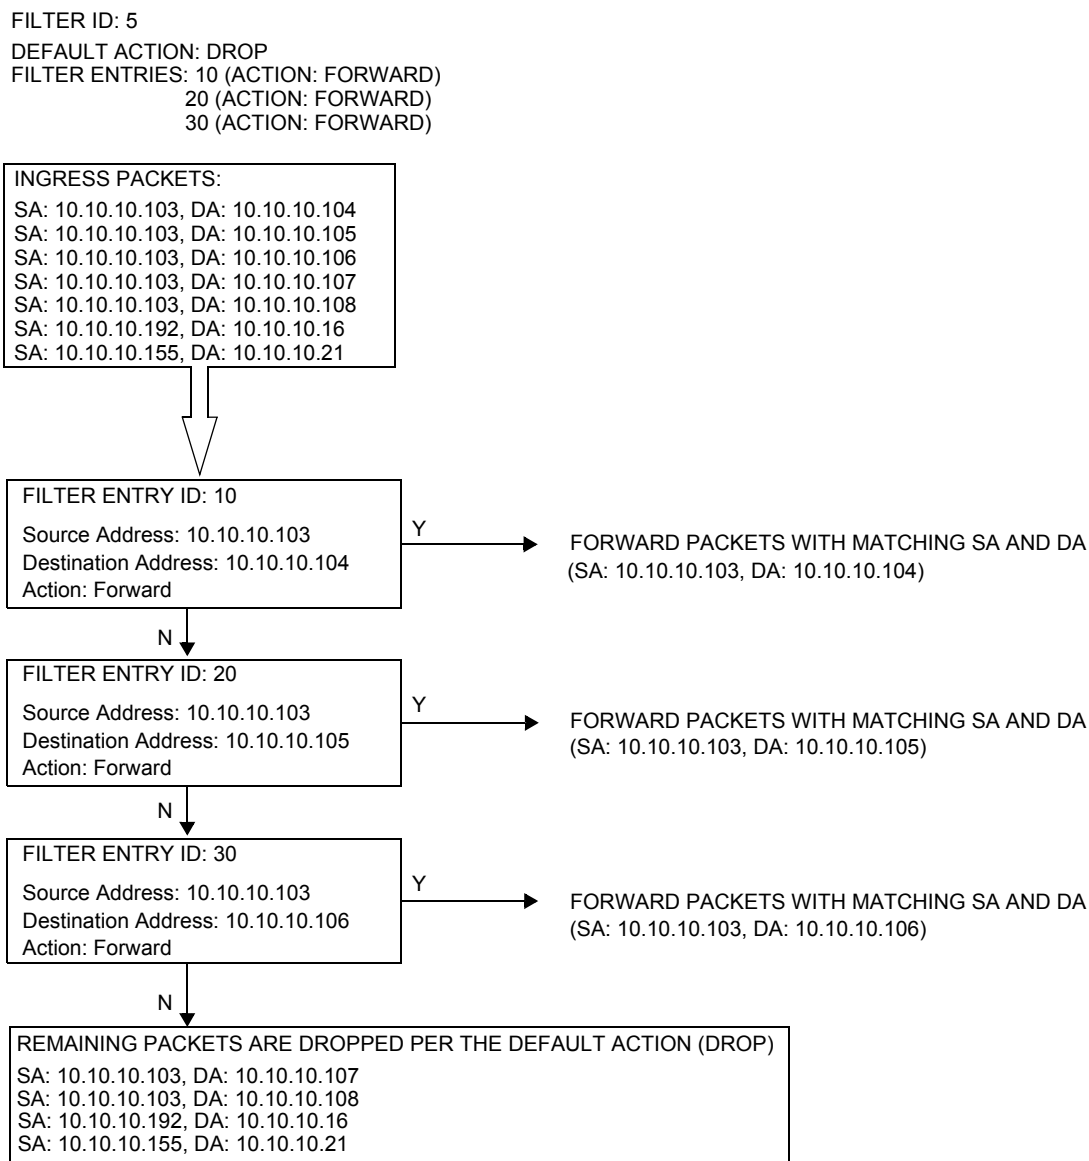 FILTER ID: 5
DEFAULT ACTION: DROP
FILTER ENTRIES: 10 (ACTION: FORWARD)
20 (ACTION: FORWARD)
30 (ACTION: FORWARD)
INGRESS PACKETS:
SA: 10.10.10.103, DA: 10.10.10.104
SA: 10.10.10.103, DA: 10.10.10.105
SA: 10.10.10.103, DA: 10.10.10.106
SA: 10.10.10.103, DA: 10.10.10.107
SA: 10.10.10.103, DA: 10.10.10.108
SA: 10.10.10.192, DA: 10.10.10.16
SA: 10.10.10.155, DA: 10.10.10.21
FILTER ENTRY ID: 10
Source Address: 10.10.10.103
Destination Address: 10.10.10.104
Action: Forward
Y
FORWARD PACKETS WITH MATCHING SA AND DA
(SA: 10.10.10.103, DA: 10.10.10.104)
N
FILTER ENTRY ID: 20
Source Address: 10.10.10.103
Destination Address: 10.10.10.105
Action: Forward
Y
FORWARD PACKETS WITH MATCHING SA AND DA
(SA: 10.10.10.103, DA: 10.10.10.105)
N
FILTER ENTRY ID: 30
Source Address: 10.10.10.103
Destination Address: 10.10.10.106
Action: Forward
Y
FORWARD PACKETS WITH MATCHING SA AND DA
(SA: 10.10.10.103, DA: 10.10.10.106)
N
REMAINING PACKETS ARE DROPPED PER THE DEFAULT ACTION (DROP)
SA: 10.10.10.103, DA: 10.10.10.107
SA: 10.10.10.103, DA: 10.10.10.108
SA: 10.10.10.192, DA: 10.10.10.16
SA: 10.10.10.155, DA: 10.10.10.21